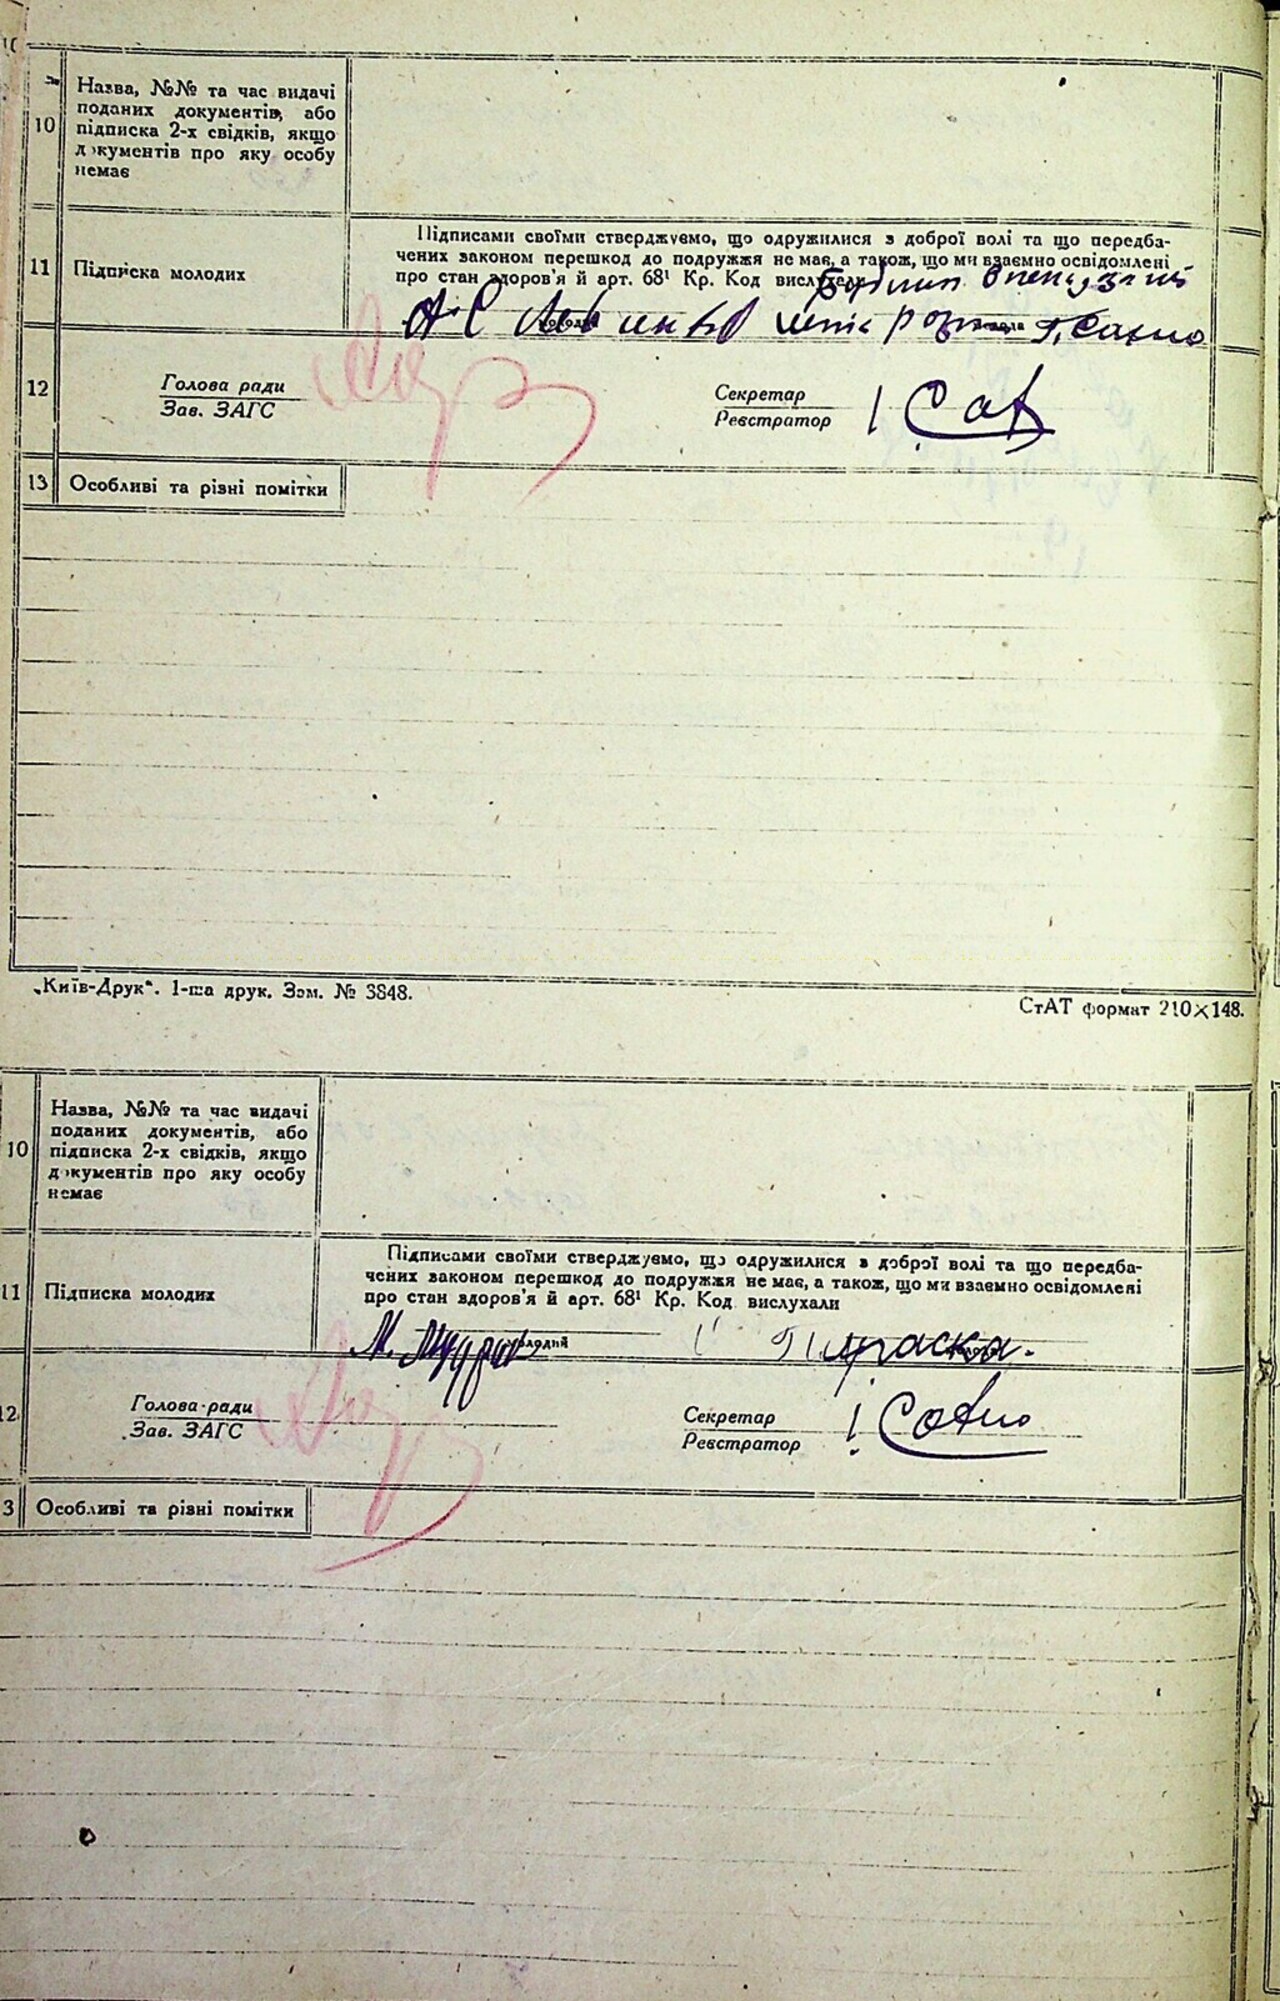 10
Назва, №№ та час видачі
поданих документів, або
підписка 2-х свідків, якщо
документів про яку особу
немає
11
Підписка молодих
Підписами своїми стверджуємо, що одружилися з доброї волі та що передба-
чених законом перешкод до подружжя не має, а також, що ми взаємно освідомлені
про стан здоров'я й арт. 68¹ Кр. Код вислухали
12
Голова ради
Зав. ЗАГС
Секретар
Реєстратор
13
Особливі та різні помітки
„Київ-Друк“. 1-ша друк. Зам. № 3848.
СтАТ формат 210×148.
10
Назва, №№ та час видачі
поданих документів, або
підписка 2-х свідків, якщо
документів про яку особу
немає
11
Підписка молодих
Підписами своїми стверджуємо, що одружилися з доброї волі та що передба-
чених законом перешкод до подружжя не має, а також, що ми взаємно освідомлені
про стан здоров'я й арт. 68¹ Кр. Код вислухали
молодий
М.
12
Голова ради
Зав. ЗАГС
Секретар
Реєстратор
3
Особливі та різні помітки